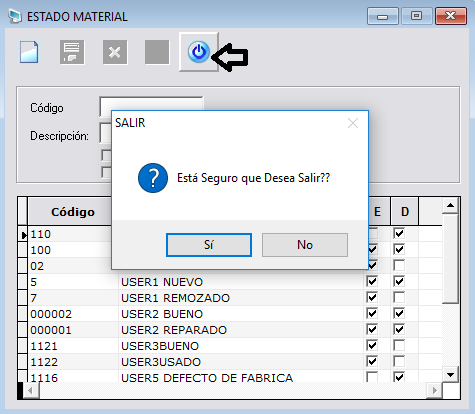 ESTADO MATERIAL
Código
Descripción:
SALIR
Está Seguro que Desea Salir??
Sí No
Código E D
110
100
02
5 USER1 NUEVO
7 USER1 REMOZADO
000002 USER2 BUENO
000001 USER2 REPARADO
1121 USER3BUENO
1122 USER3USADO
1116 USER5 DEFECTO DE FABRICA